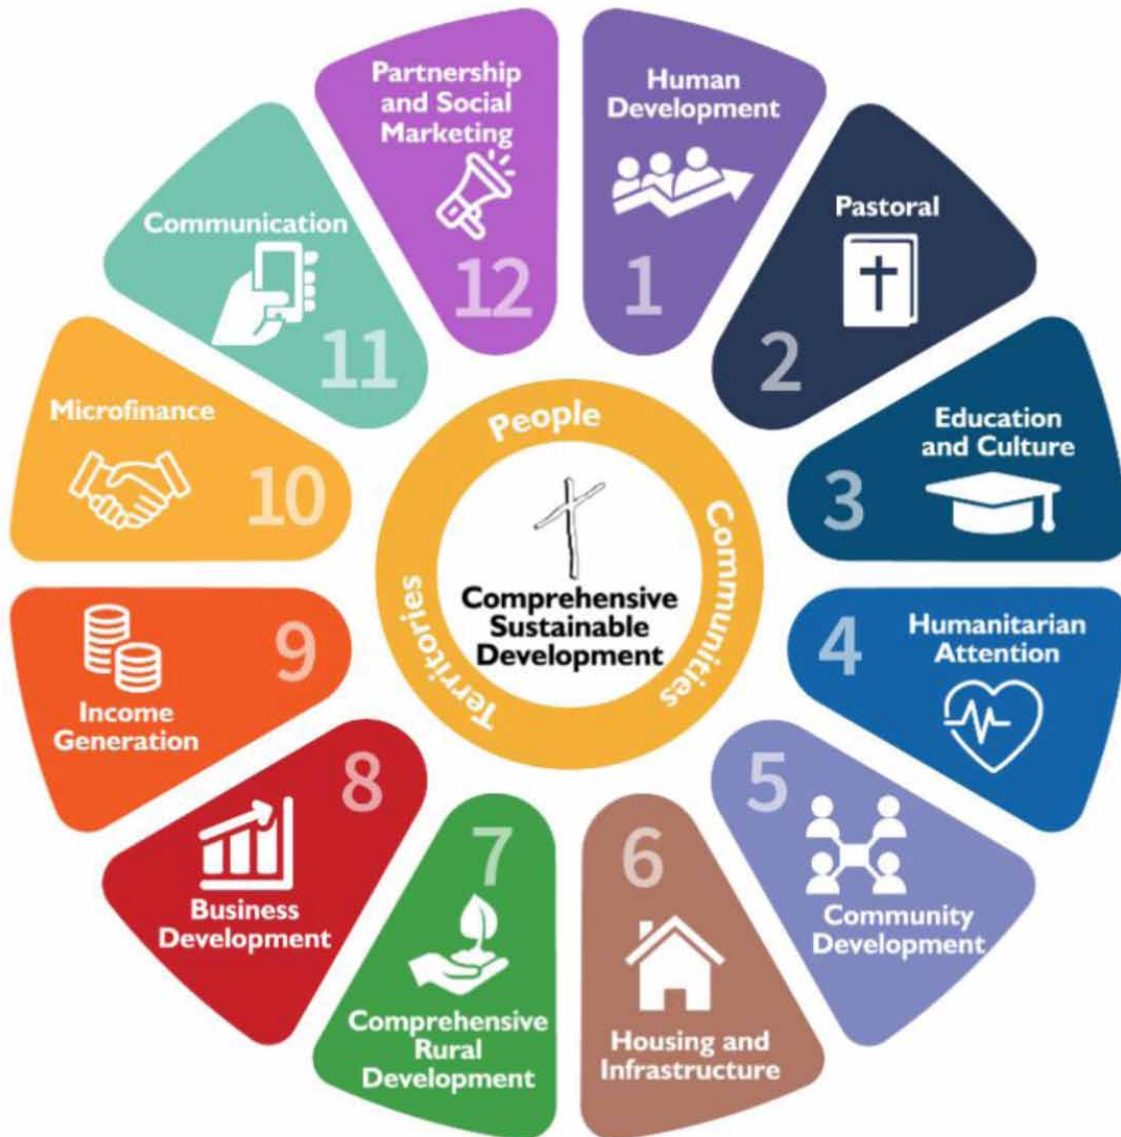 Human
Development
1
Pastoral
2
Education
and Culture
3
4
Humanitarian
Attention
5
Community
Development
6
Housing and
Infrastructure
7
Comprehensive
Rural
Development
8
Business
Development
9
Income
Generation
Microfinance
10
Communication
11
Partnership
and Social
Marketing
12
People
Communities
Territorias
Comprehensive
Sustainable
Development